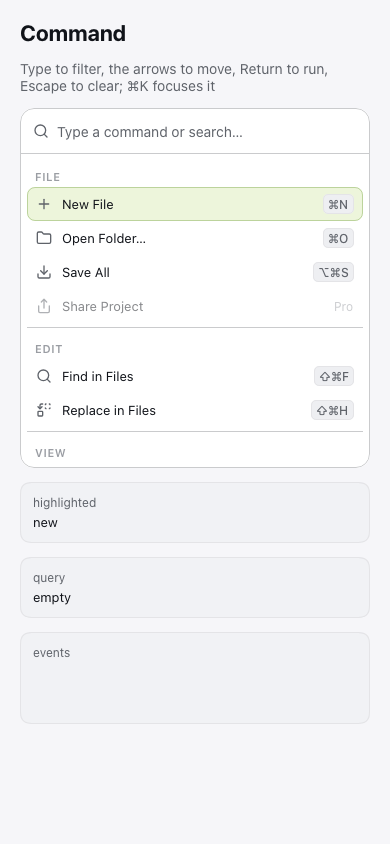 Command
Type to filter, the arrows to move, Return to run,
Escape to clear; ⌘K focuses it
Type a command or search...
FILE
New File ⌘N
Open Folder... ⌘O
Save All ⌥⌘S
Share Project Pro
EDIT
Find in Files ⇧⌘F
Replace in Files ⇧⌘H
VIEW
highlighted
new
query
empty
events